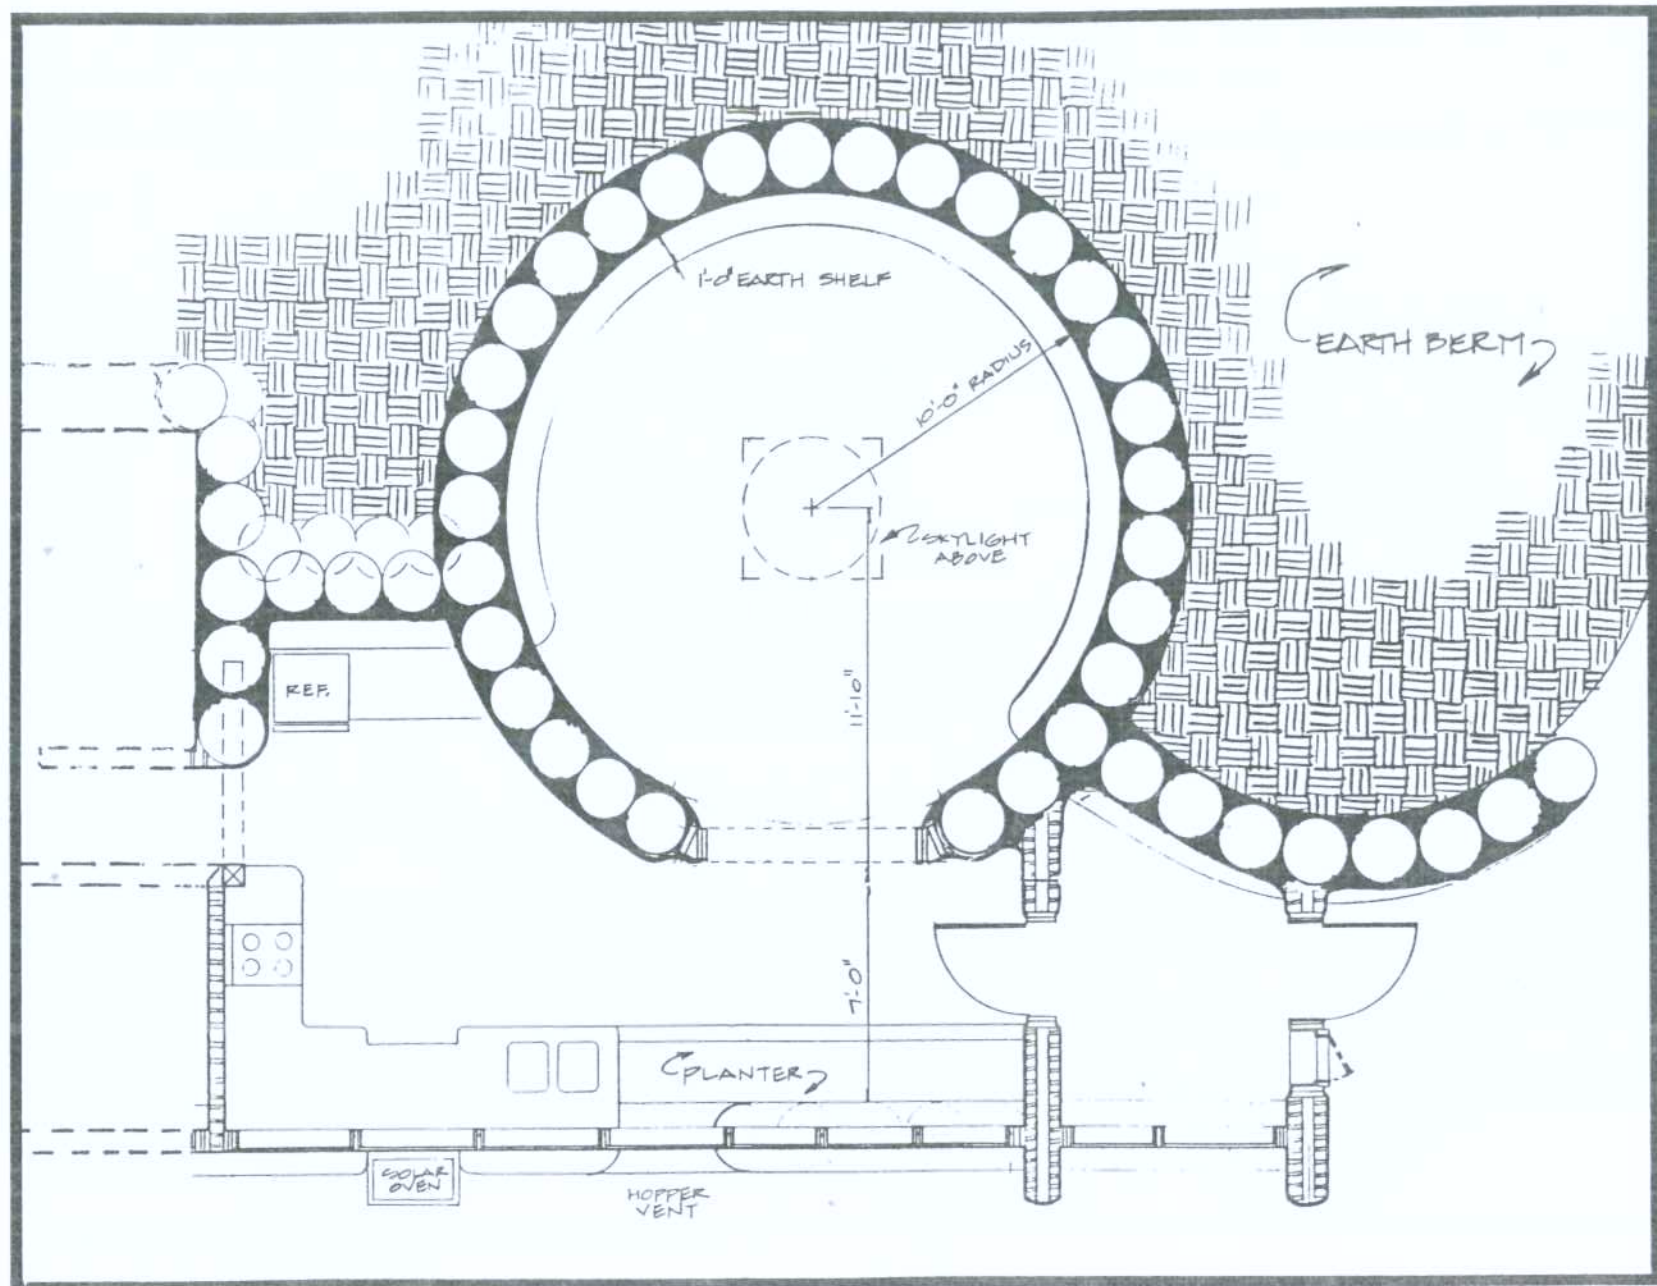 1'-0" EARTH SHELF
EARTH BERM
10'-0" RADIUS
SKYLIGHT
ABOVE
REF.
11'-10"
7'-0"
PLANTER
SOLAR
OVEN
HOPPER
VENT